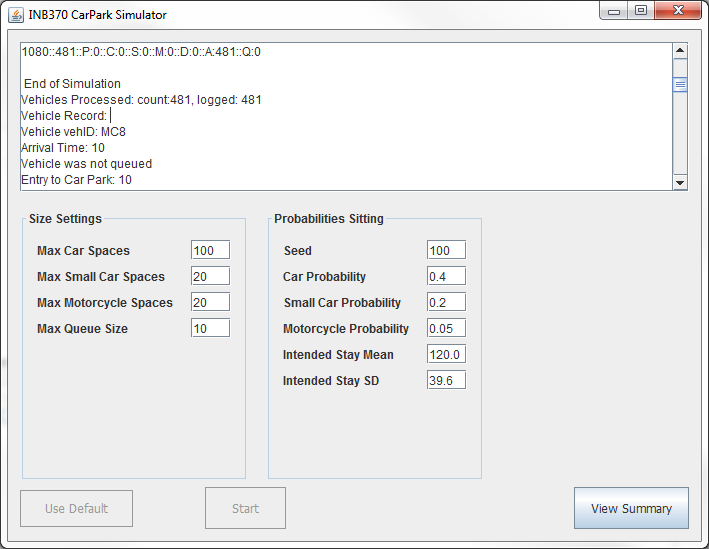 INB370 CarPark Simulator
1080::481::P:0::C:0::S:0::M:0::D:0::A:481::Q:0
End of Simulation
Vehicles Processed: count:481, logged: 481
Vehicle Record:
Vehicle vehID: MC8
Arrival Time: 10
Vehicle was not queued
Entry to Car Park: 10
Size Settings
Max Car Spaces 100
Max Small Car Spaces 20
Max Motorcycle Spaces 20
Max Queue Size 10
Probabilities Sitting
Seed 100
Car Probability 0.4
Small Car Probability 0.2
Motorcycle Probability 0.05
Intended Stay Mean 120.0
Intended Stay SD 39.6
Use Default
Start
View Summary